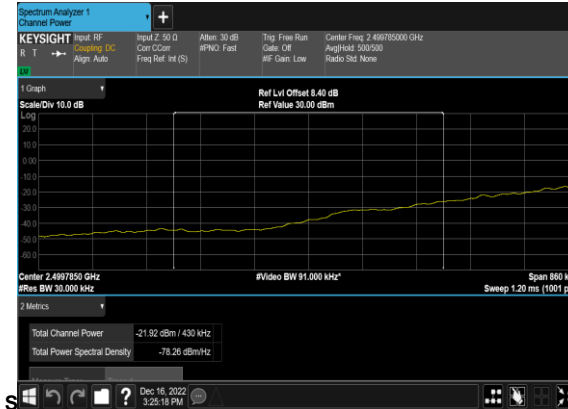 Spectrum Analyzer 1
Channel Power
+
KEYSIGHT
R T
LV
Input: RF
Coupling: DC
Align: Auto
Input Z: 50 Ω
Corr CCorr
Freq Ref: Int (S)
Atten: 30 dB
#PNO: Fast
Trig: Free Run
Gate: Off
#IF Gain: Low
Center Freq: 2.499785000 GHz
Avg|Hold: 500/500
Radio Std: None
1 Graph
Scale/Div 10.0 dB
Ref Lvl Offset 8.40 dB
Ref Value 30.00 dBm
Log
20.0
10.0
0.00
-10.0
-20.0
-30.0
-40.0
-50.0
-60.0
Center 2.4997850 GHz
#Res BW 30.000 kHz
#Video BW 91.000 kHz*
Span 860 k
Sweep 1.20 ms (1001 p
2 Metrics
Total Channel Power -21.92 dBm / 430 kHz
Total Power Spectral Density -78.26 dBm/Hz
S
?
Dec 16, 2022
3:25:18 PM